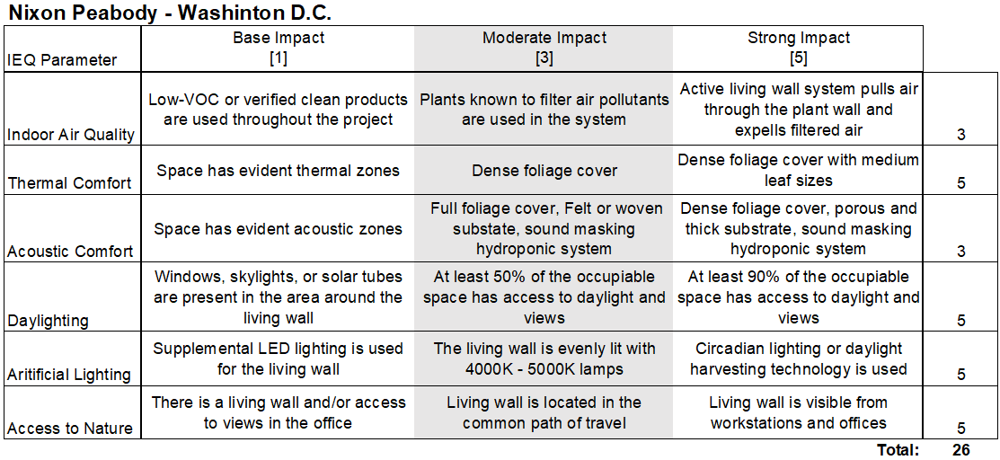 Nixon Peabody - Washinton D.C.
IEQ Parameter
Base Impact
[1]
Moderate Impact
[3]
Strong Impact
[5]
Indoor Air Quality
Low-VOC or verified clean products
are used throughout the project
Plants known to filter air pollutants
are used in the system
Active living wall system pulls air
through the plant wall and
expells filtered air
3
Thermal Comfort
Space has evident thermal zones
Dense foliage cover
Dense foliage cover with medium
leaf sizes
5
Acoustic Comfort
Space has evident acoustic zones
Full foliage cover, Felt or woven
substrate, sound masking
hydroponic system
Dense foliage cover, porous and
thick substrate, sound masking
hydroponic system
3
Daylighting
Windows, skylights, or solar tubes
are present in the area around the
living wall
At least 50% of the occupiable
space has access to daylight and
views
At least 90% of the occupiable
space has access to daylight and
views
5
Aritificial Lighting
Supplemental LED lighting is used
for the living wall
The living wall is evenly lit with
4000K - 5000K lamps
Circadian lighting or daylight
harvesting technology is used
5
Access to Nature
There is a living wall and/or access
to views in the office
Living wall is located in the
common path of travel
Living wall is visible from
workstations and offices
5
Total: 26